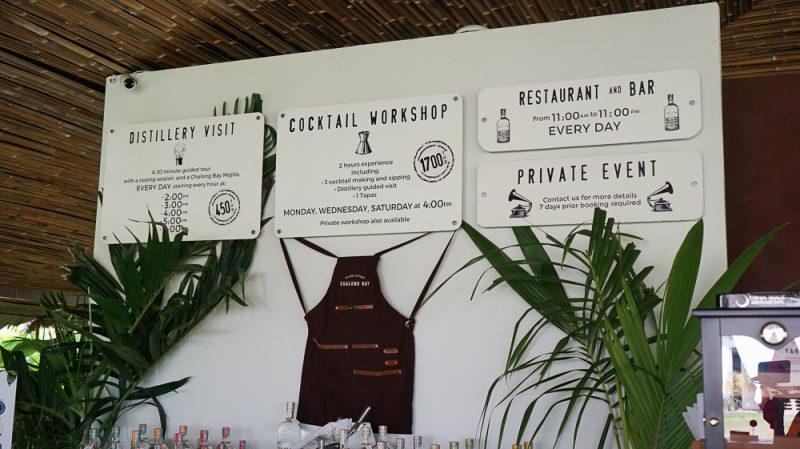 DISTILLERY VISIT
A 30 minute guided tour
with a tasting session, and a Chalong Bay Mojito.
EVERY DAY, starting every hour at:
- 2:00PM
- 3:00PM
- 4:00PM
- 5:00PM
450
COCKTAIL WORKSHOP
2 hours experience
including:
- 3 cocktail making and sipping
- Distillery guided visit
- 1 Tapas
1700
MONDAY, WEDNESDAY, SATURDAY at 4:00PM
Private workshop also available
RESTAURANT AND BAR
From 11:00AM to 11:00PM
EVERY DAY
PRIVATE EVENT
Contact us for more details
7 days prior booking required
CHALONG BAY